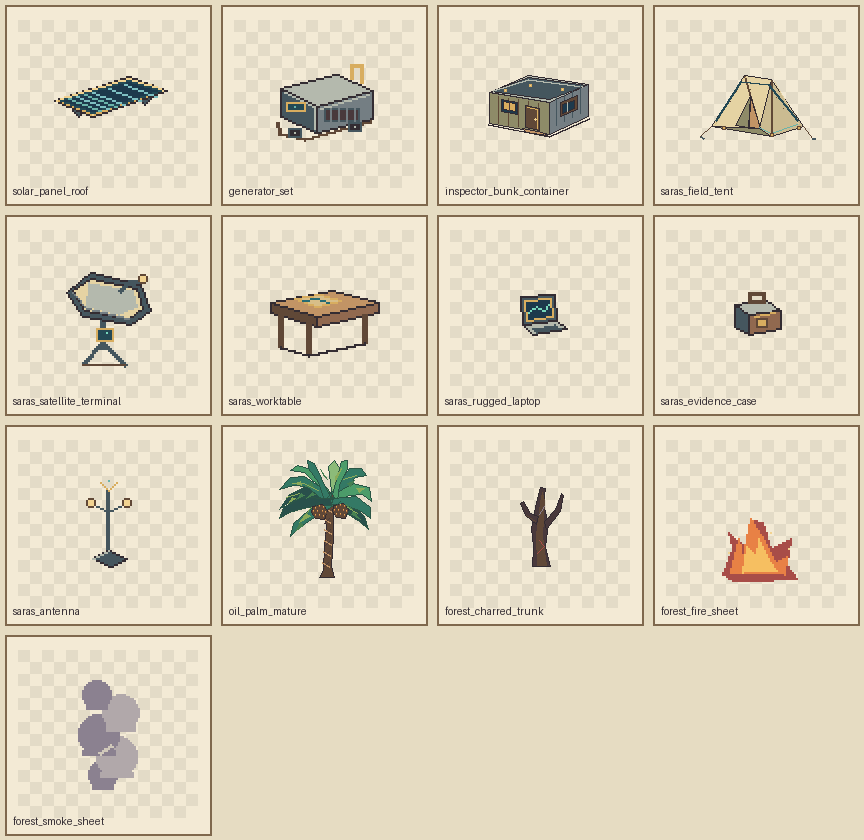 solar_panel_roof
generator_set
inspector_bunk_container
saras_field_tent
saras_satellite_terminal
saras_worktable
saras_rugged_laptop
saras_evidence_case
saras_antenna
oil_palm_mature
forest_charred_trunk
forest_fire_sheet
forest_smoke_sheet